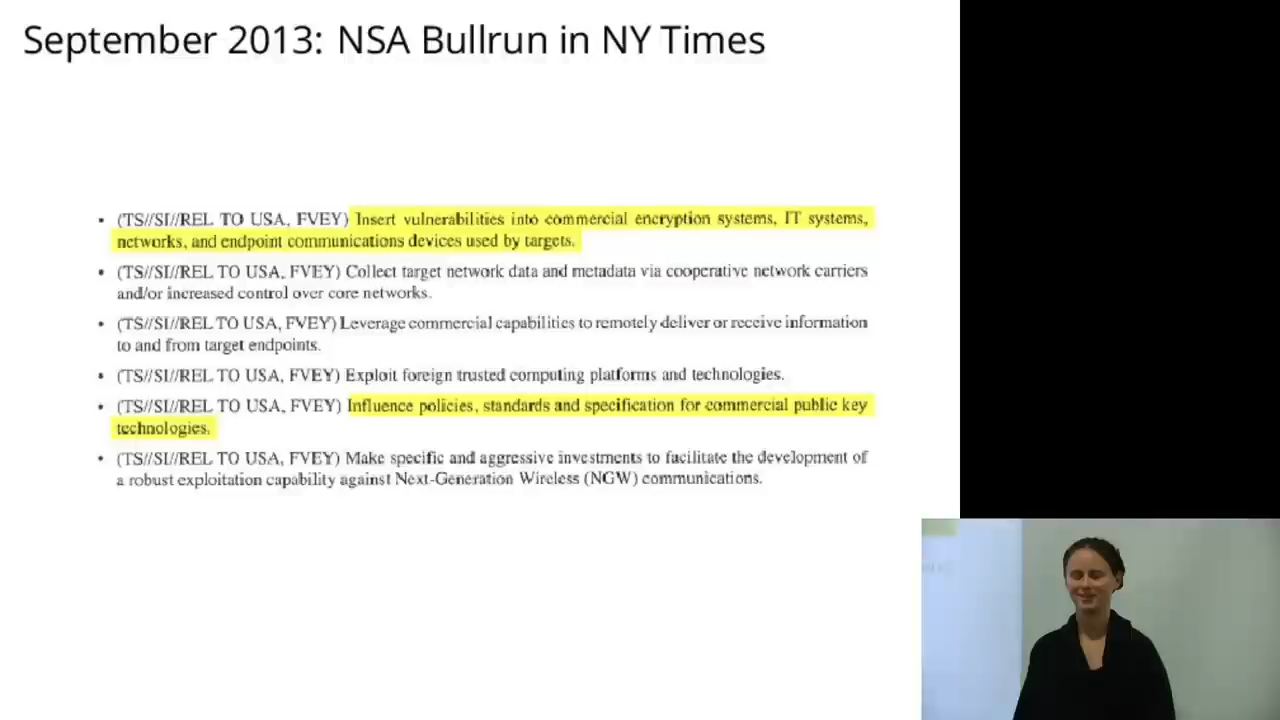 September 2013: NSA Bullrun in NY Times
• (TS//SI//REL TO USA, FVEY) Insert vulnerabilities into commercial encryption systems, IT systems,
networks, and endpoint communications devices used by targets.
• (TS//SI//REL TO USA, FVEY) Collect target network data and metadata via cooperative network carriers
and/or increased control over core networks.
• (TS//SI//REL TO USA, FVEY) Leverage commercial capabilities to remotely deliver or receive information
to and from target endpoints.
• (TS//SI//REL TO USA, FVEY) Exploit foreign trusted computing platforms and technologies.
• (TS//SI//REL TO USA, FVEY) Influence policies, standards and specification for commercial public key
technologies.
• (TS//SI//REL TO USA, FVEY) Make specific and aggressive investments to facilitate the development of
a robust exploitation capability against Next-Generation Wireless (NGW) communications.